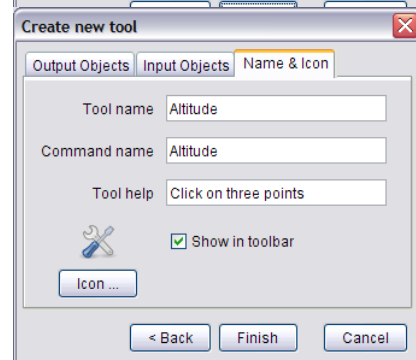 Create new tool
Output Objects Input Objects Name & Icon
Tool name Altitude
Command name Altitude
Tool help Click on three points
Show in toolbar
Icon ...
< Back Finish Cancel